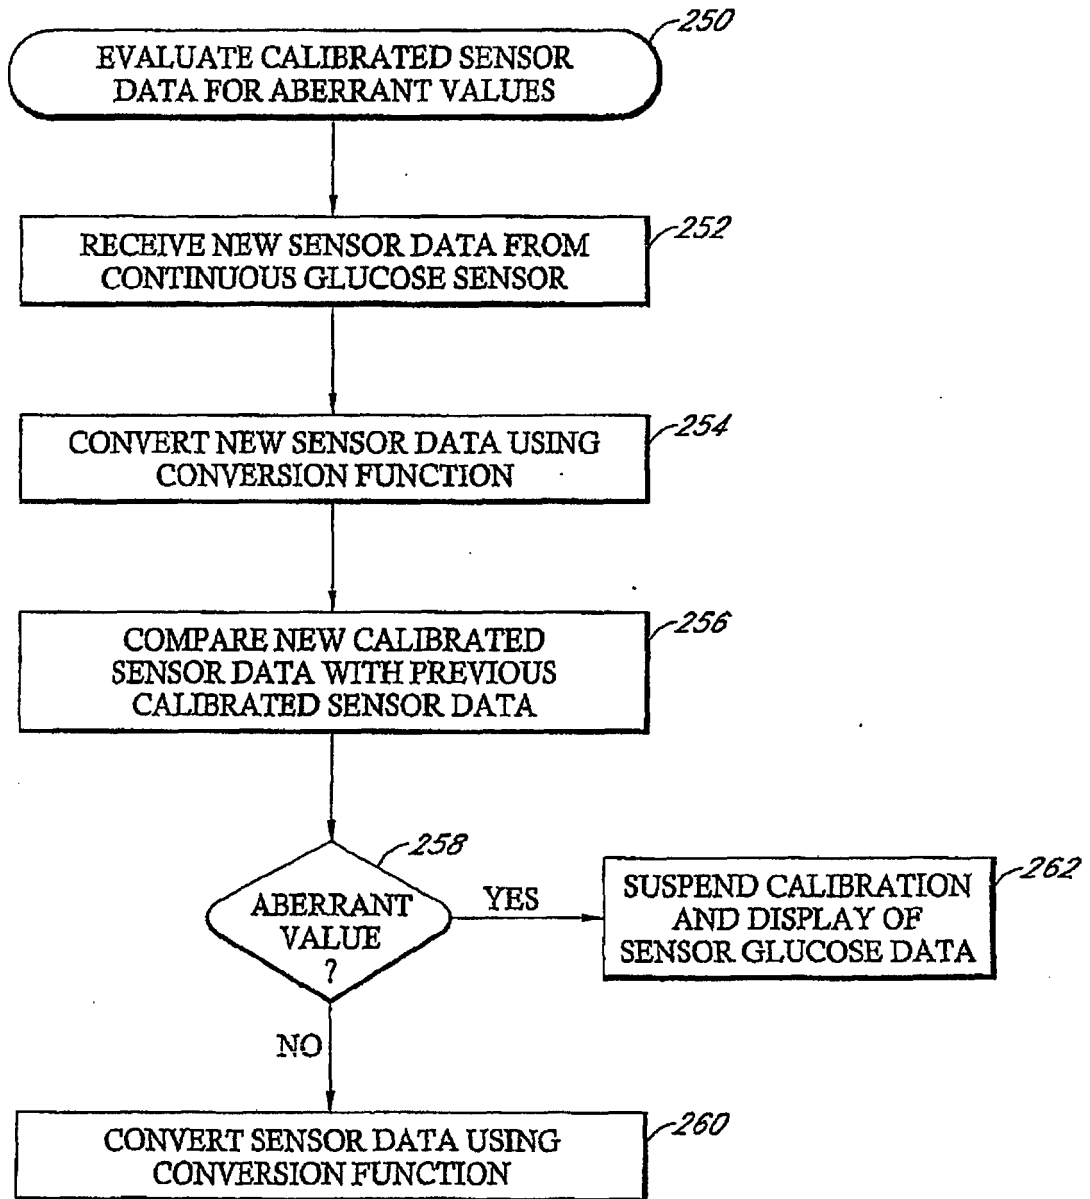 250
EVALUATE CALIBRATED SENSOR
DATA FOR ABERRANT VALUES
252
RECEIVE NEW SENSOR DATA FROM
CONTINUOUS GLUCOSE SENSOR
254
CONVERT NEW SENSOR DATA USING
CONVERSION FUNCTION
256
COMPARE NEW CALIBRATED
SENSOR DATA WITH PREVIOUS
CALIBRATED SENSOR DATA
258
ABERRANT
VALUE
?
YES
262
SUSPEND CALIBRATION
AND DISPLAY OF
SENSOR GLUCOSE DATA
NO
260
CONVERT SENSOR DATA USING
CONVERSION FUNCTION